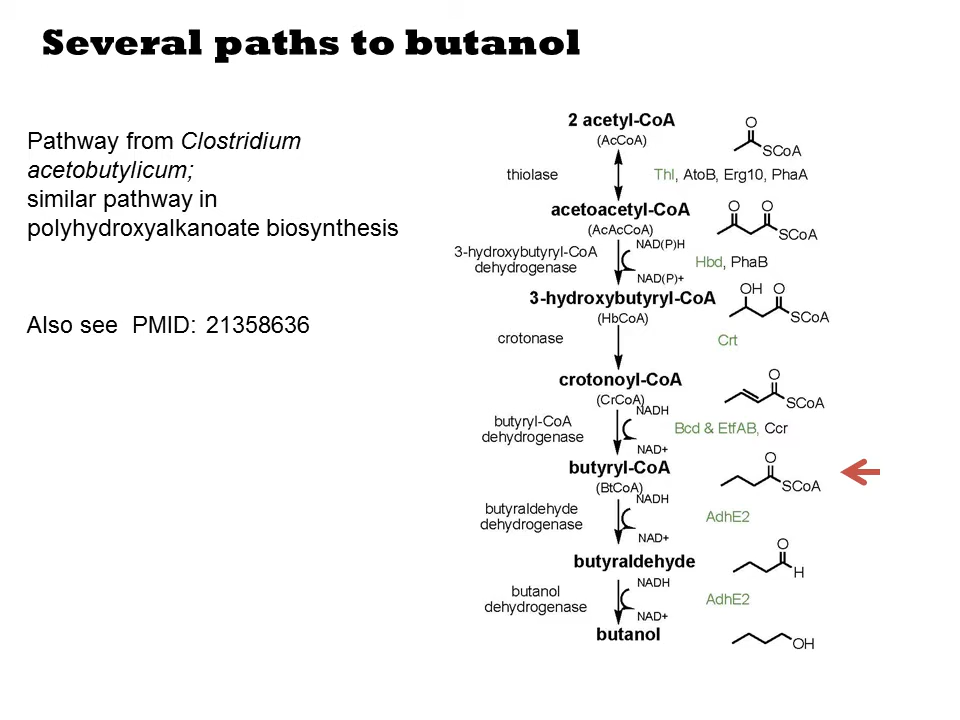 Several paths to butanol
Pathway from Clostridium
acetobutylicum;
similar pathway in
polyhydroxyalkanoate biosynthesis
Also see PMID: 21358636
2 acetyl-CoA
(AcCoA)
O
SCoA
thiolase
Thl, AtoB, Erg10, PhaA
acetoacetyl-CoA
(AcAcCoA)
O O
SCoA
3-hydroxybutyryl-CoA
dehydrogenase
NAD(P)H
NAD(P)+
Hbd, PhaB
3-hydroxybutyryl-CoA
(HbCoA)
OH O
SCoA
crotonase
Crt
crotonoyl-CoA
(CrCoA)
O
SCoA
butyryl-CoA
dehydrogenase
NADH
NAD+
Bcd & EtfAB, Ccr
butyryl-CoA
(BtCoA)
O
SCoA
butyraldehyde
dehydrogenase
NADH
NAD+
AdhE2
butyraldehyde
O
H
butanol
dehydrogenase
NADH
NAD+
AdhE2
butanol
OH